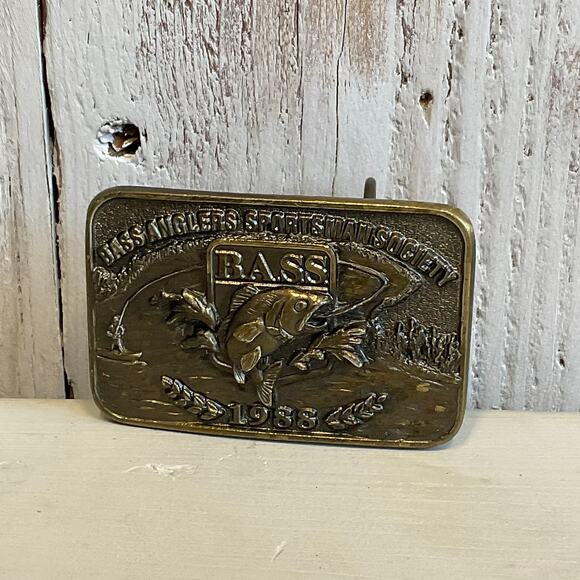 BASS ANGLERS SPORTSMAN SOCIETY
B.A.S.S
1988